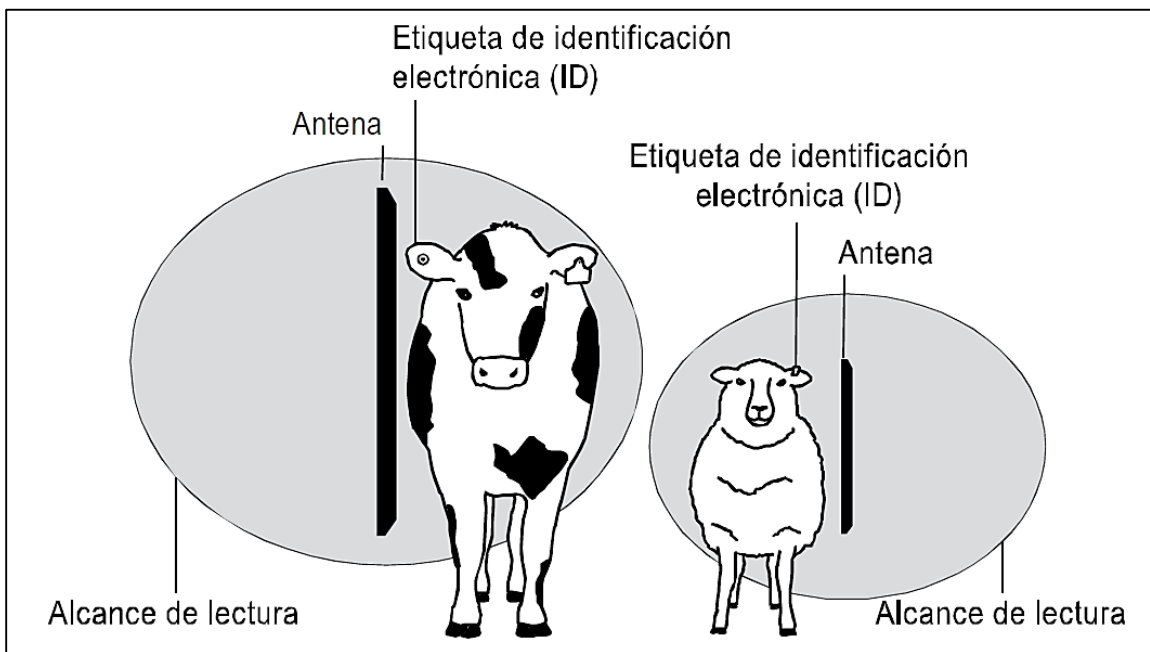 Etiqueta de identificación
electrónica (ID)
Antena
Etiqueta de identificación
electrónica (ID)
Antena
Alcance de lectura
Alcance de lectura